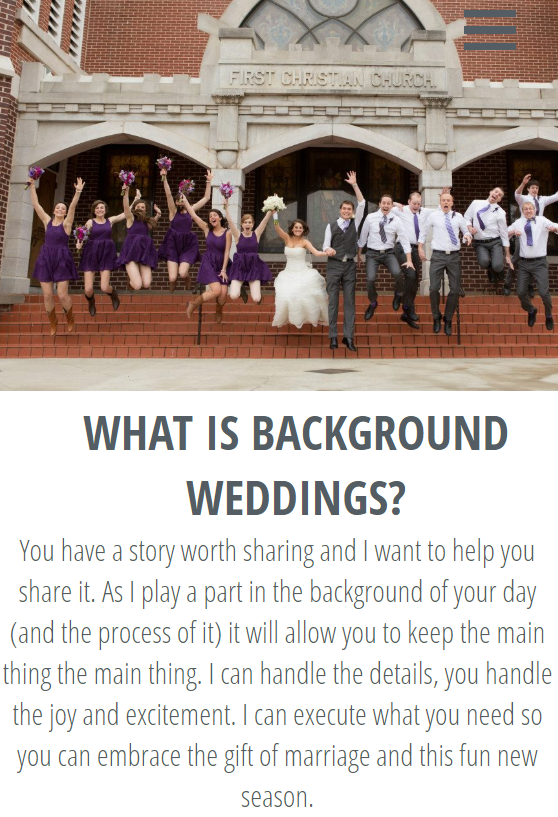 FIRST CHRISTIAN CHURCH.
WHAT IS BACKGROUND
WEDDINGS?
You have a story worth sharing and I want to help you
share it. As I play a part in the background of your day
(and the process of it) it will allow you to keep the main
thing the main thing. I can handle the details, you handle
the joy and excitement. I can execute what you need so
you can embrace the gift of marriage and this fun new
season.